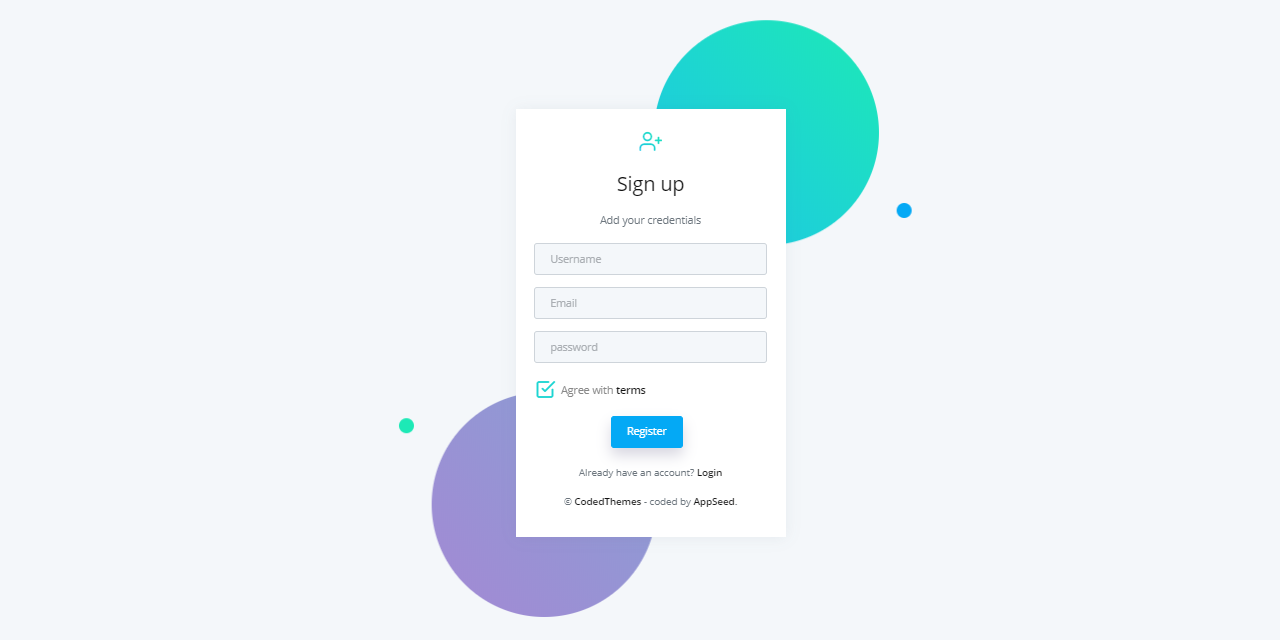 Sign up
Add your credentials
Username
Email
password
Agree with terms
Register
Already have an account? Login
© CodedThemes - coded by AppSeed.